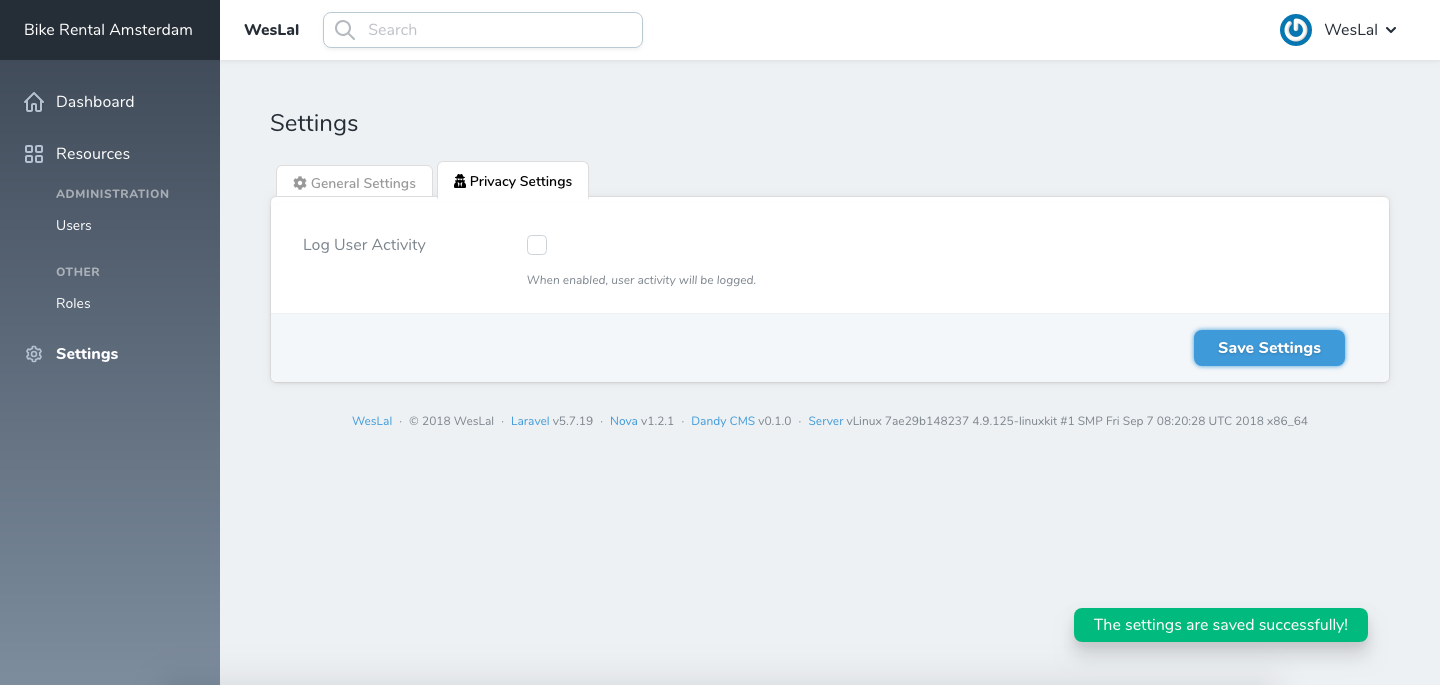 Bike Rental Amsterdam
WesLal
Search
WesLal
Dashboard
Resources
ADMINISTRATION
Users
OTHER
Roles
Settings
Settings
General Settings
Privacy Settings
Log User Activity
When enabled, user activity will be logged.
Save Settings
WesLal · © 2018 WesLal · Laravel v5.7.19 · Nova v1.2.1 · Dandy CMS v0.1.0 · Server vLinux 7ae29b148237 4.9.125-linuxkit #1 SMP Fri Sep 7 08:20:28 UTC 2018 x86_64
The settings are saved successfully!